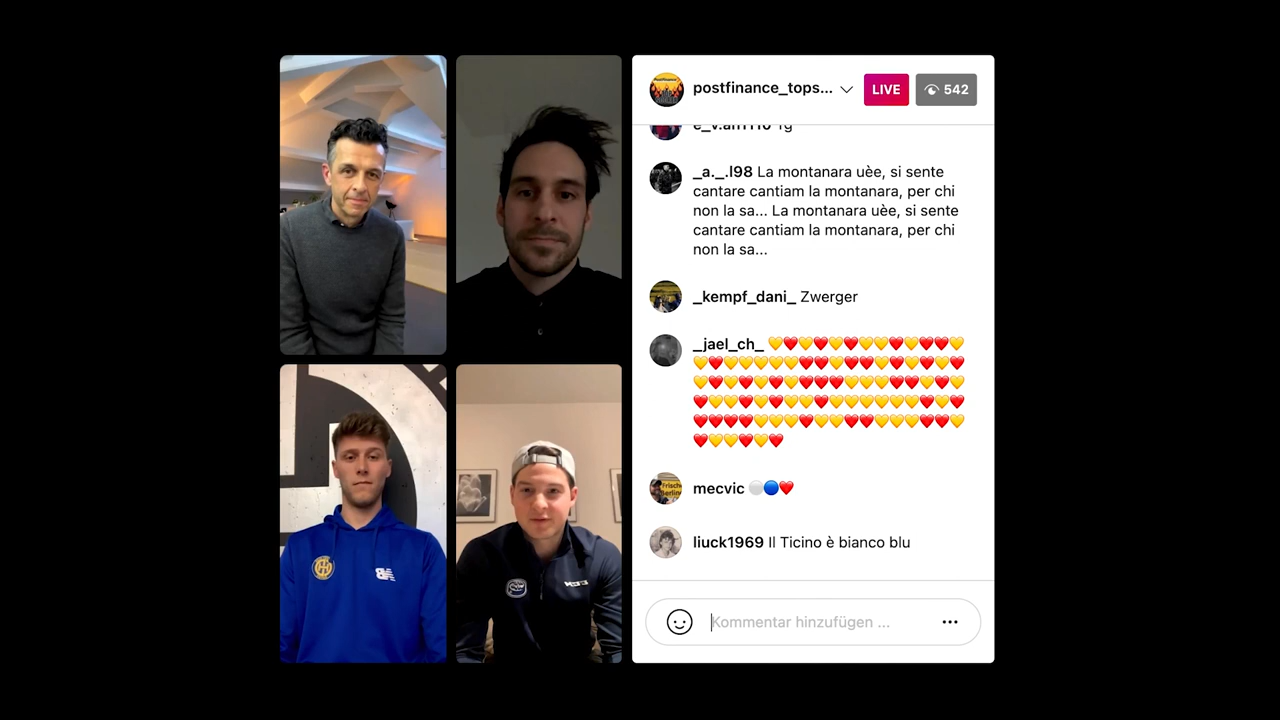 postfinance_tops...
LIVE
542
_a._.l98 La montanara uèe, si sente
cantare cantiam la montanara, per chi
non la sa... La montanara uèe, si sente
cantare cantiam la montanara, per chi
non la sa...
_kempf_dani_ Zwerger
_jael_ch_
mecvic
liuck1969 Il Ticino è bianco blu
Kommentar hinzufügen ...